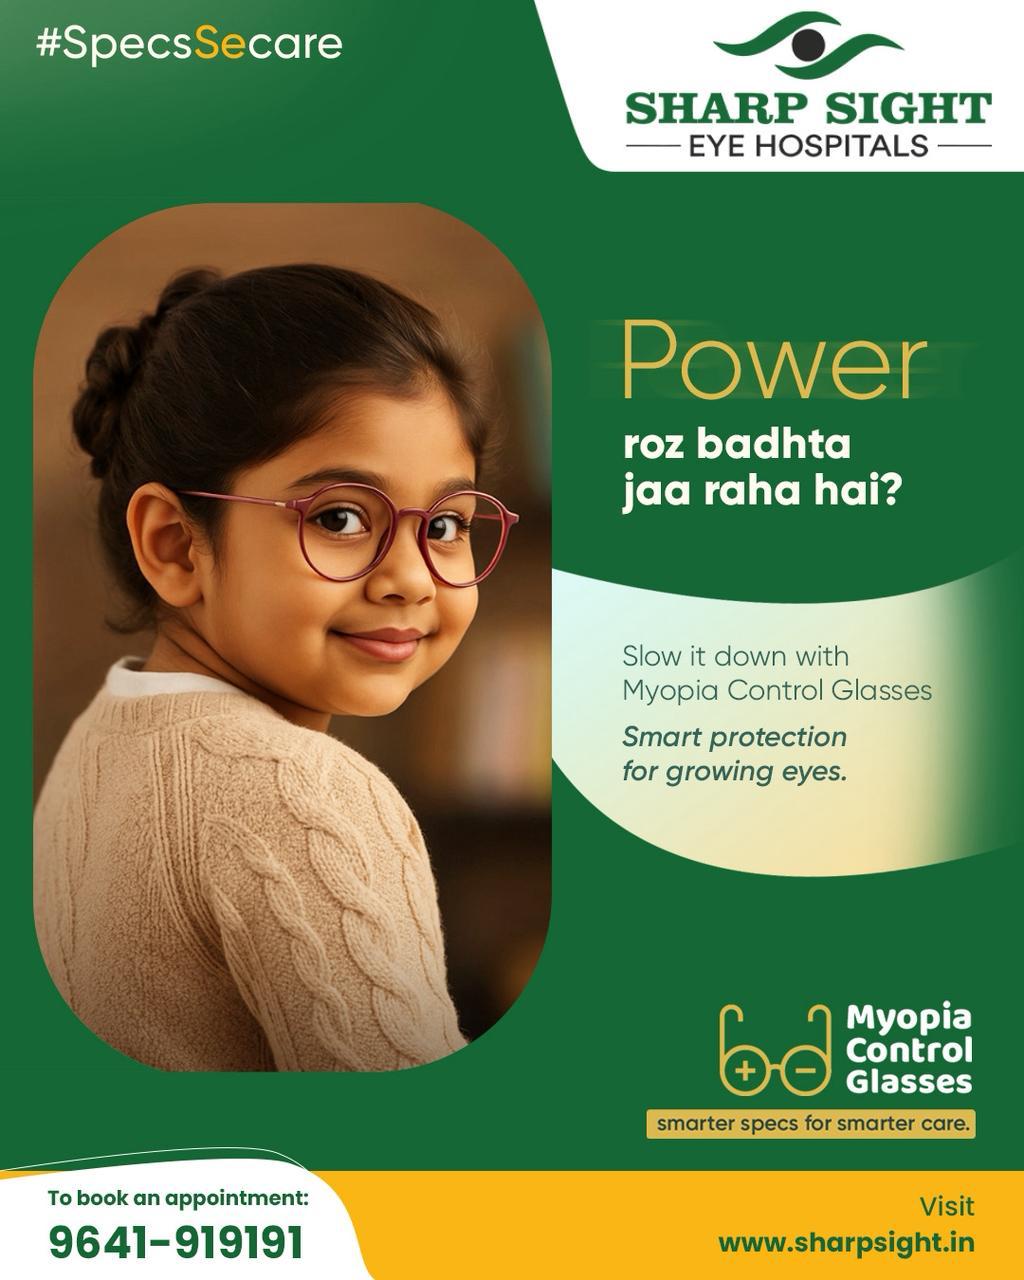 #SpecsSecare
SHARP SIGHT
EYE HOSPITALS
Power
roz badhta
jaa raha hai?
Slow it down with
Myopia Control Glasses
Smart protection
for growing eyes.
Myopia
Control
Glasses
smarter specs for smarter care.
To book an appointment:
9641-919191
Visit
www.sharpsight.in